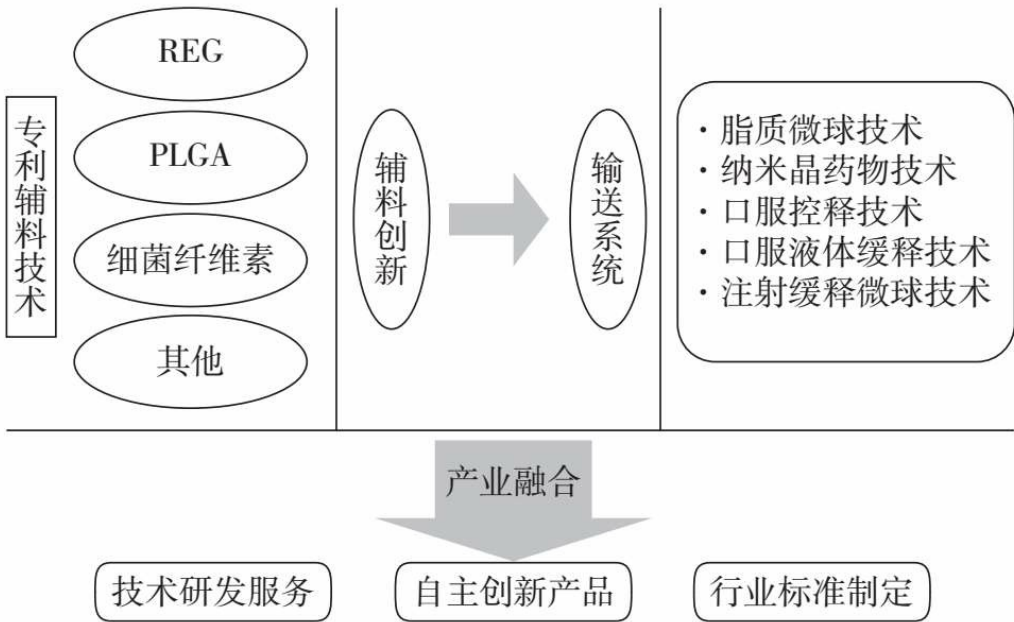 专利辅料技术
REG
PLGA
细菌纤维素
其他
辅料创新
输送系统
·脂质微球技术
·纳米晶药物技术
·口服控释技术
·口服液体缓释技术
·注射缓释微球技术
产业融合
技术研发服务
自主创新产品
行业标准制定